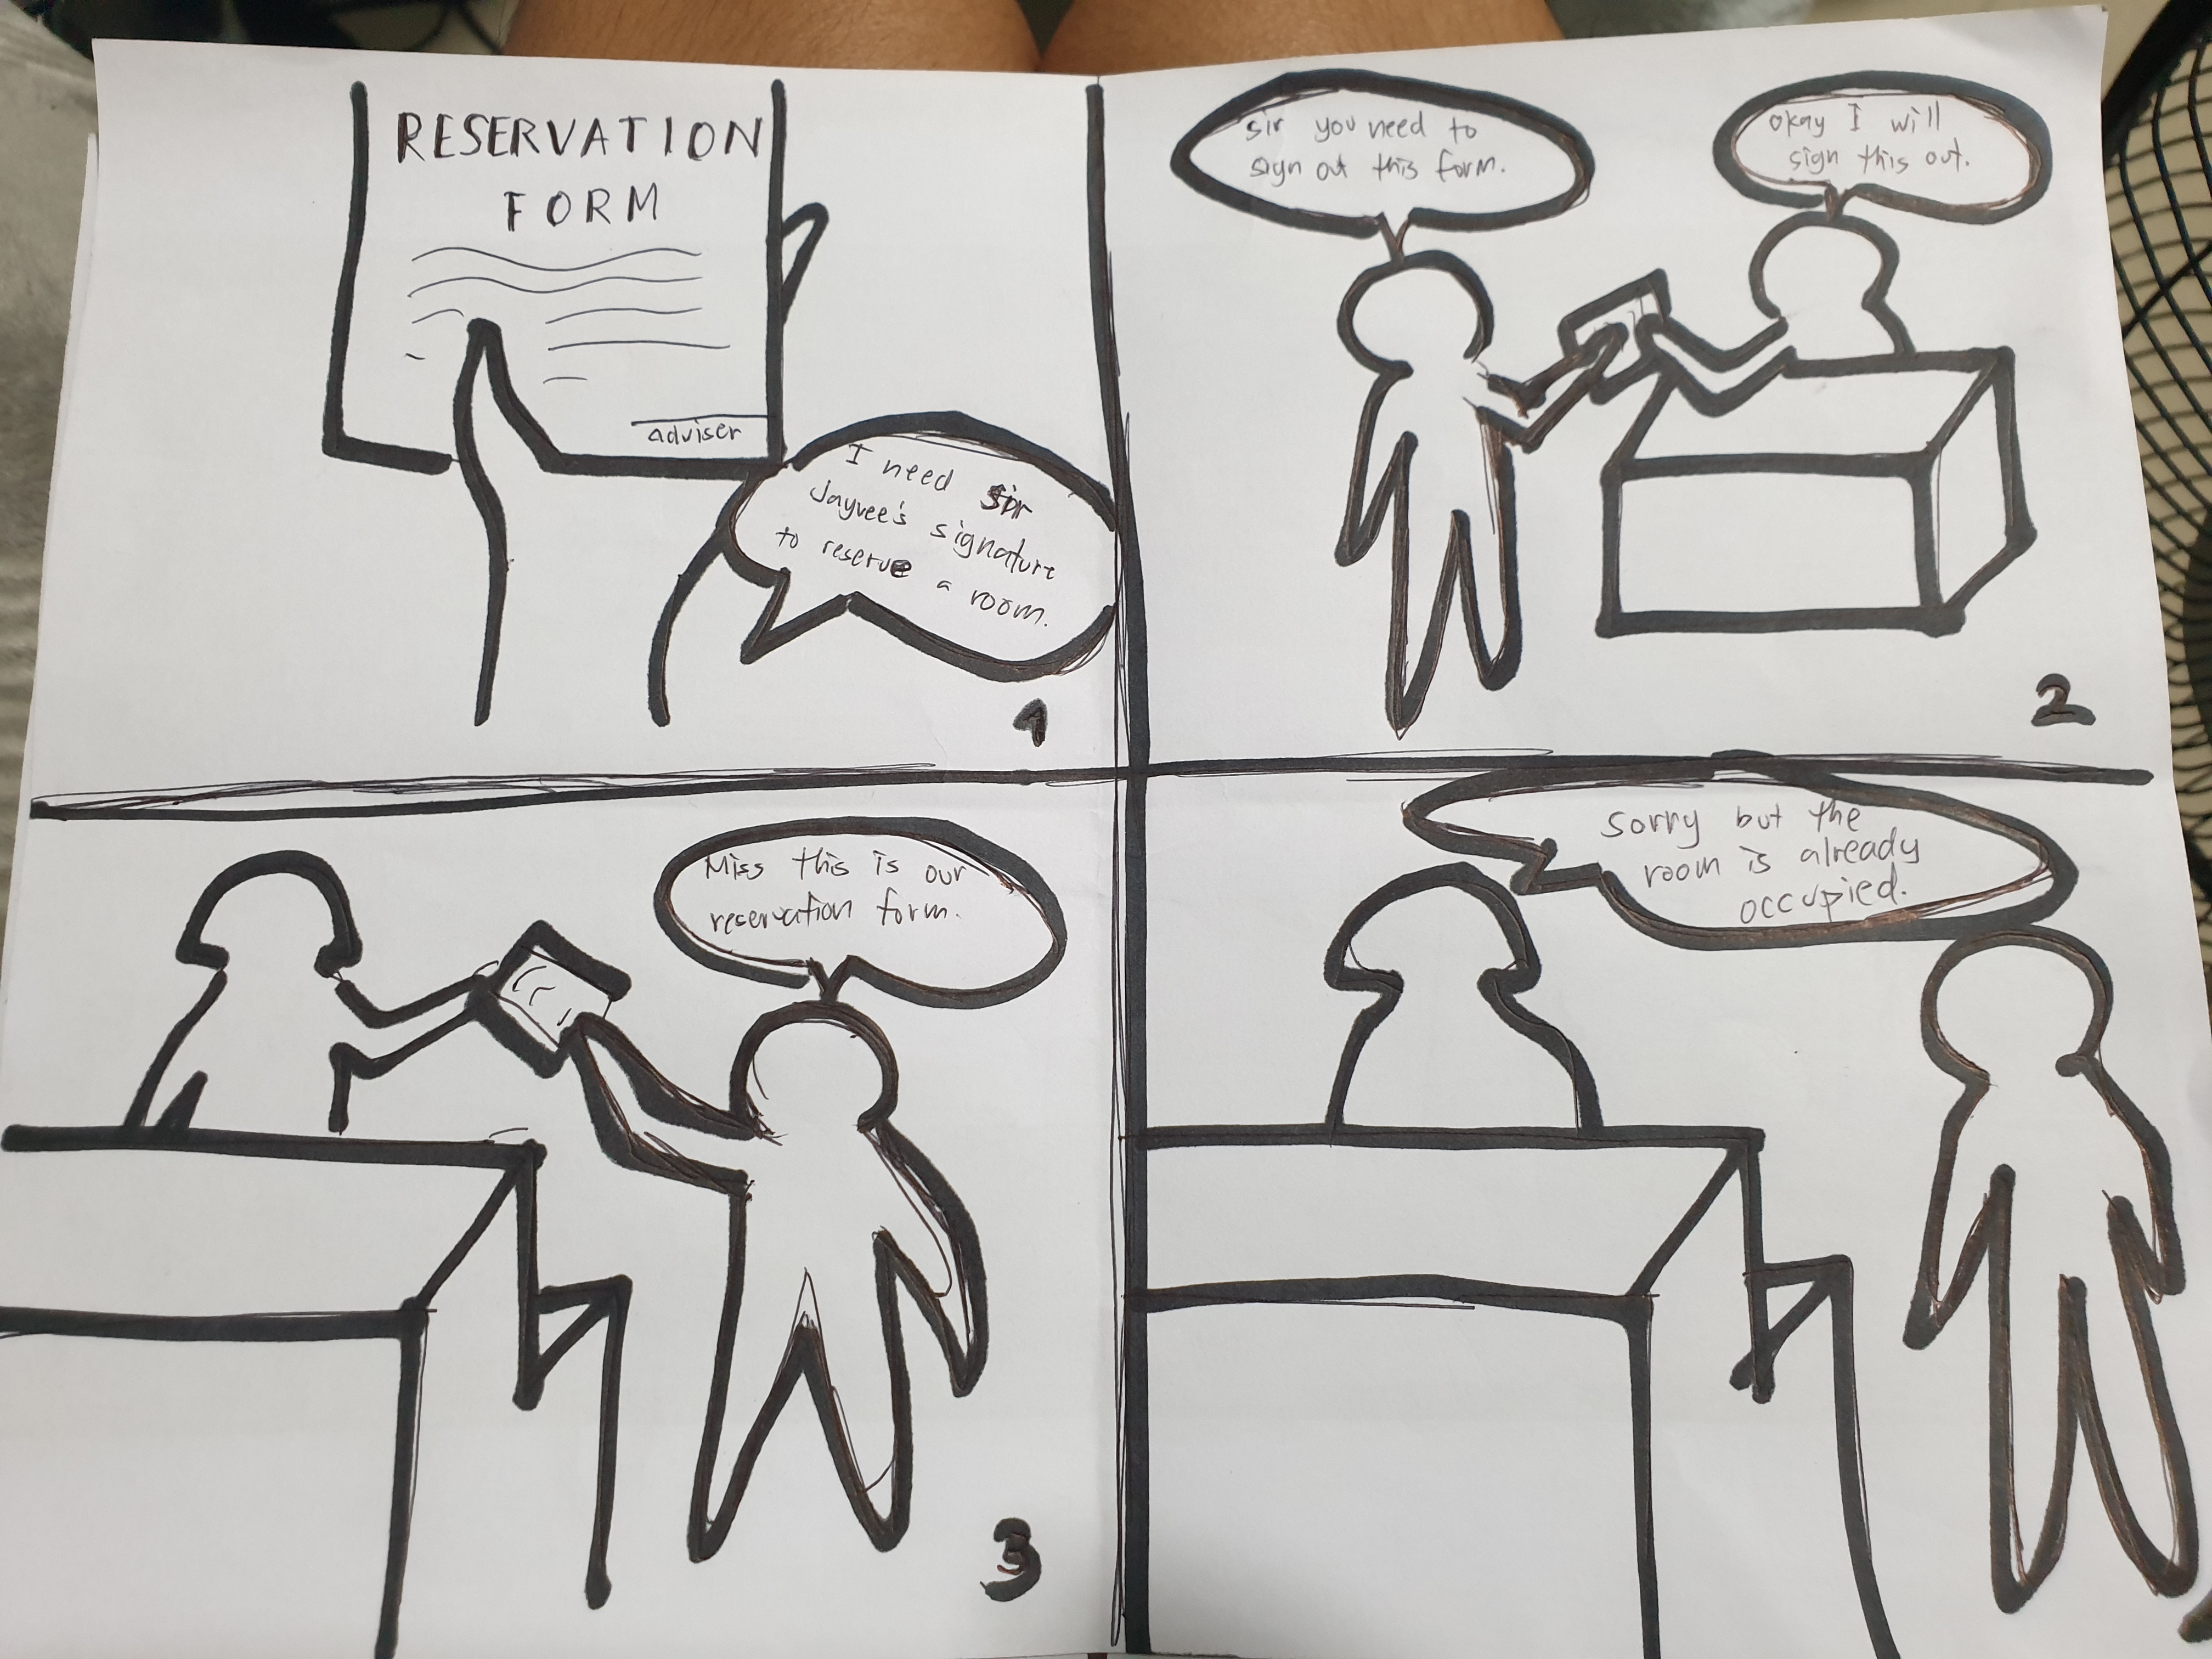 RESERVATION
FORM
adviser
I need Sir
Jayvee's signature
to reserve a room.
1
sir you need to
sign out this form.
okay I will
sign this out.
2
Miss this is our
reservation form.
3
Sorry but the
room is already
occupied.